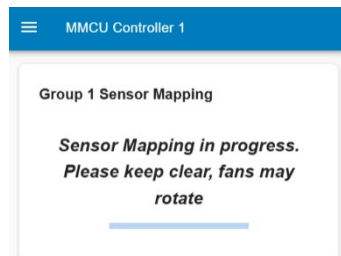 MMCU Controller 1
Group 1 Sensor Mapping
Sensor Mapping in progress.
Please keep clear, fans may
rotate